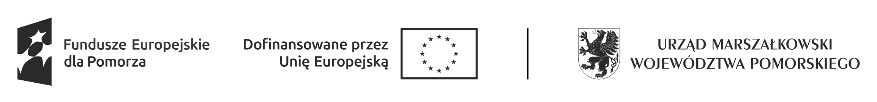 Fundusze Europejskie
dla Pomorza
Dofinansowane przez
Unię Europejską
URZĄD MARSZAŁKOWSKI
WOJEWÓDZTWA POMORSKIEGO